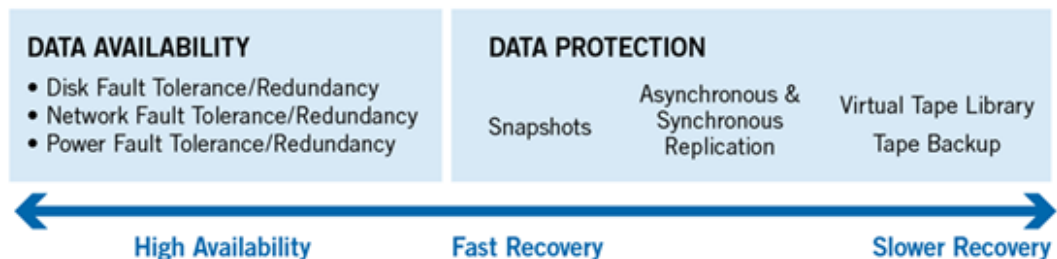 DATA AVAILABILITY
• Disk Fault Tolerance/Redundancy
• Network Fault Tolerance/Redundancy
• Power Fault Tolerance/Redundancy
DATA PROTECTION
Snapshots
Asynchronous &
Synchronous
Replication
Virtual Tape Library
Tape Backup
High Availability
Fast Recovery
Slower Recovery